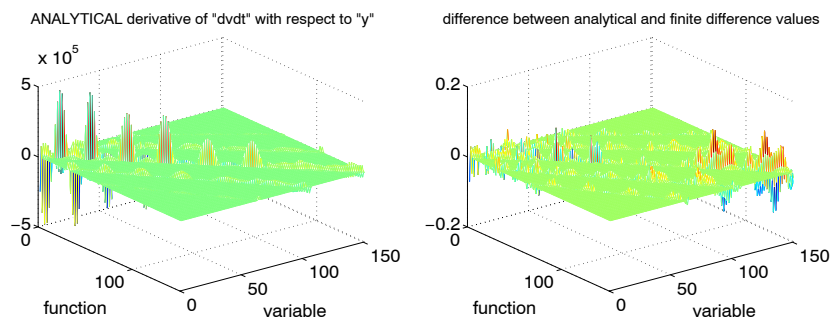 ANALYTICAL derivative of "dvdt" with respect to "y"
x 10^5
5
0
−5
0
100
function
0
50
100
150
variable
difference between analytical and finite difference values
0.2
0
−0.2
0
100
function
0
50
100
150
variable